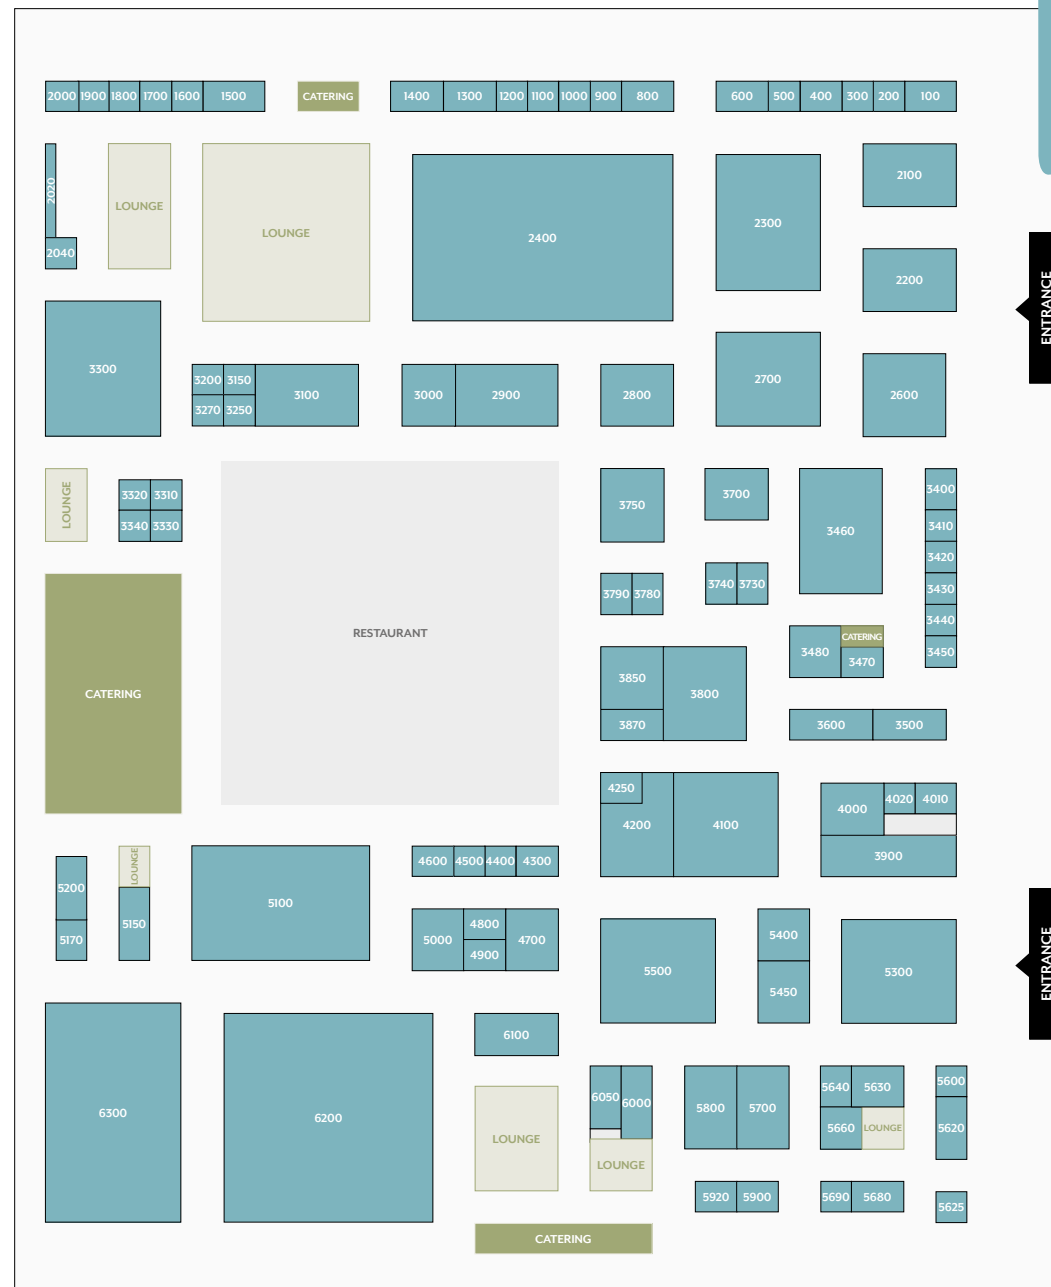 2000 1900 1800 1700 1600 1500 CATERING 1400 1300 1200 1100 1000 900 800 600 500 400 300 200 100
2020 LOUNGE LOUNGE 2400 2300 2100
2040 2200
ENTRANCE
3300 3200 3150 3100 3000 2900 2800 2700 2600
3270 3250
LOUNGE 3320 3310 3750 3700 3460 3400
3340 3330 3410
3420
3790 3780 3740 3730 3430
CATERING RESTAURANT 3440
3480 CATERING 3450
3470
3850 3800
3870 3600 3500
4250 4000 4020 4010
4200 4100
3900
5200 LOUNGE 5100 4600 4500 4400 4300
5170 5150 5000 4800 4700 5500 5400 5300
4900 5450
ENTRANCE
6300 6200 6100
6050 6000 5800 5700 5640 5630 5600
LOUNGE 5660 LOUNGE 5620
LOUNGE
5920 5900 5690 5680 5625
CATERING